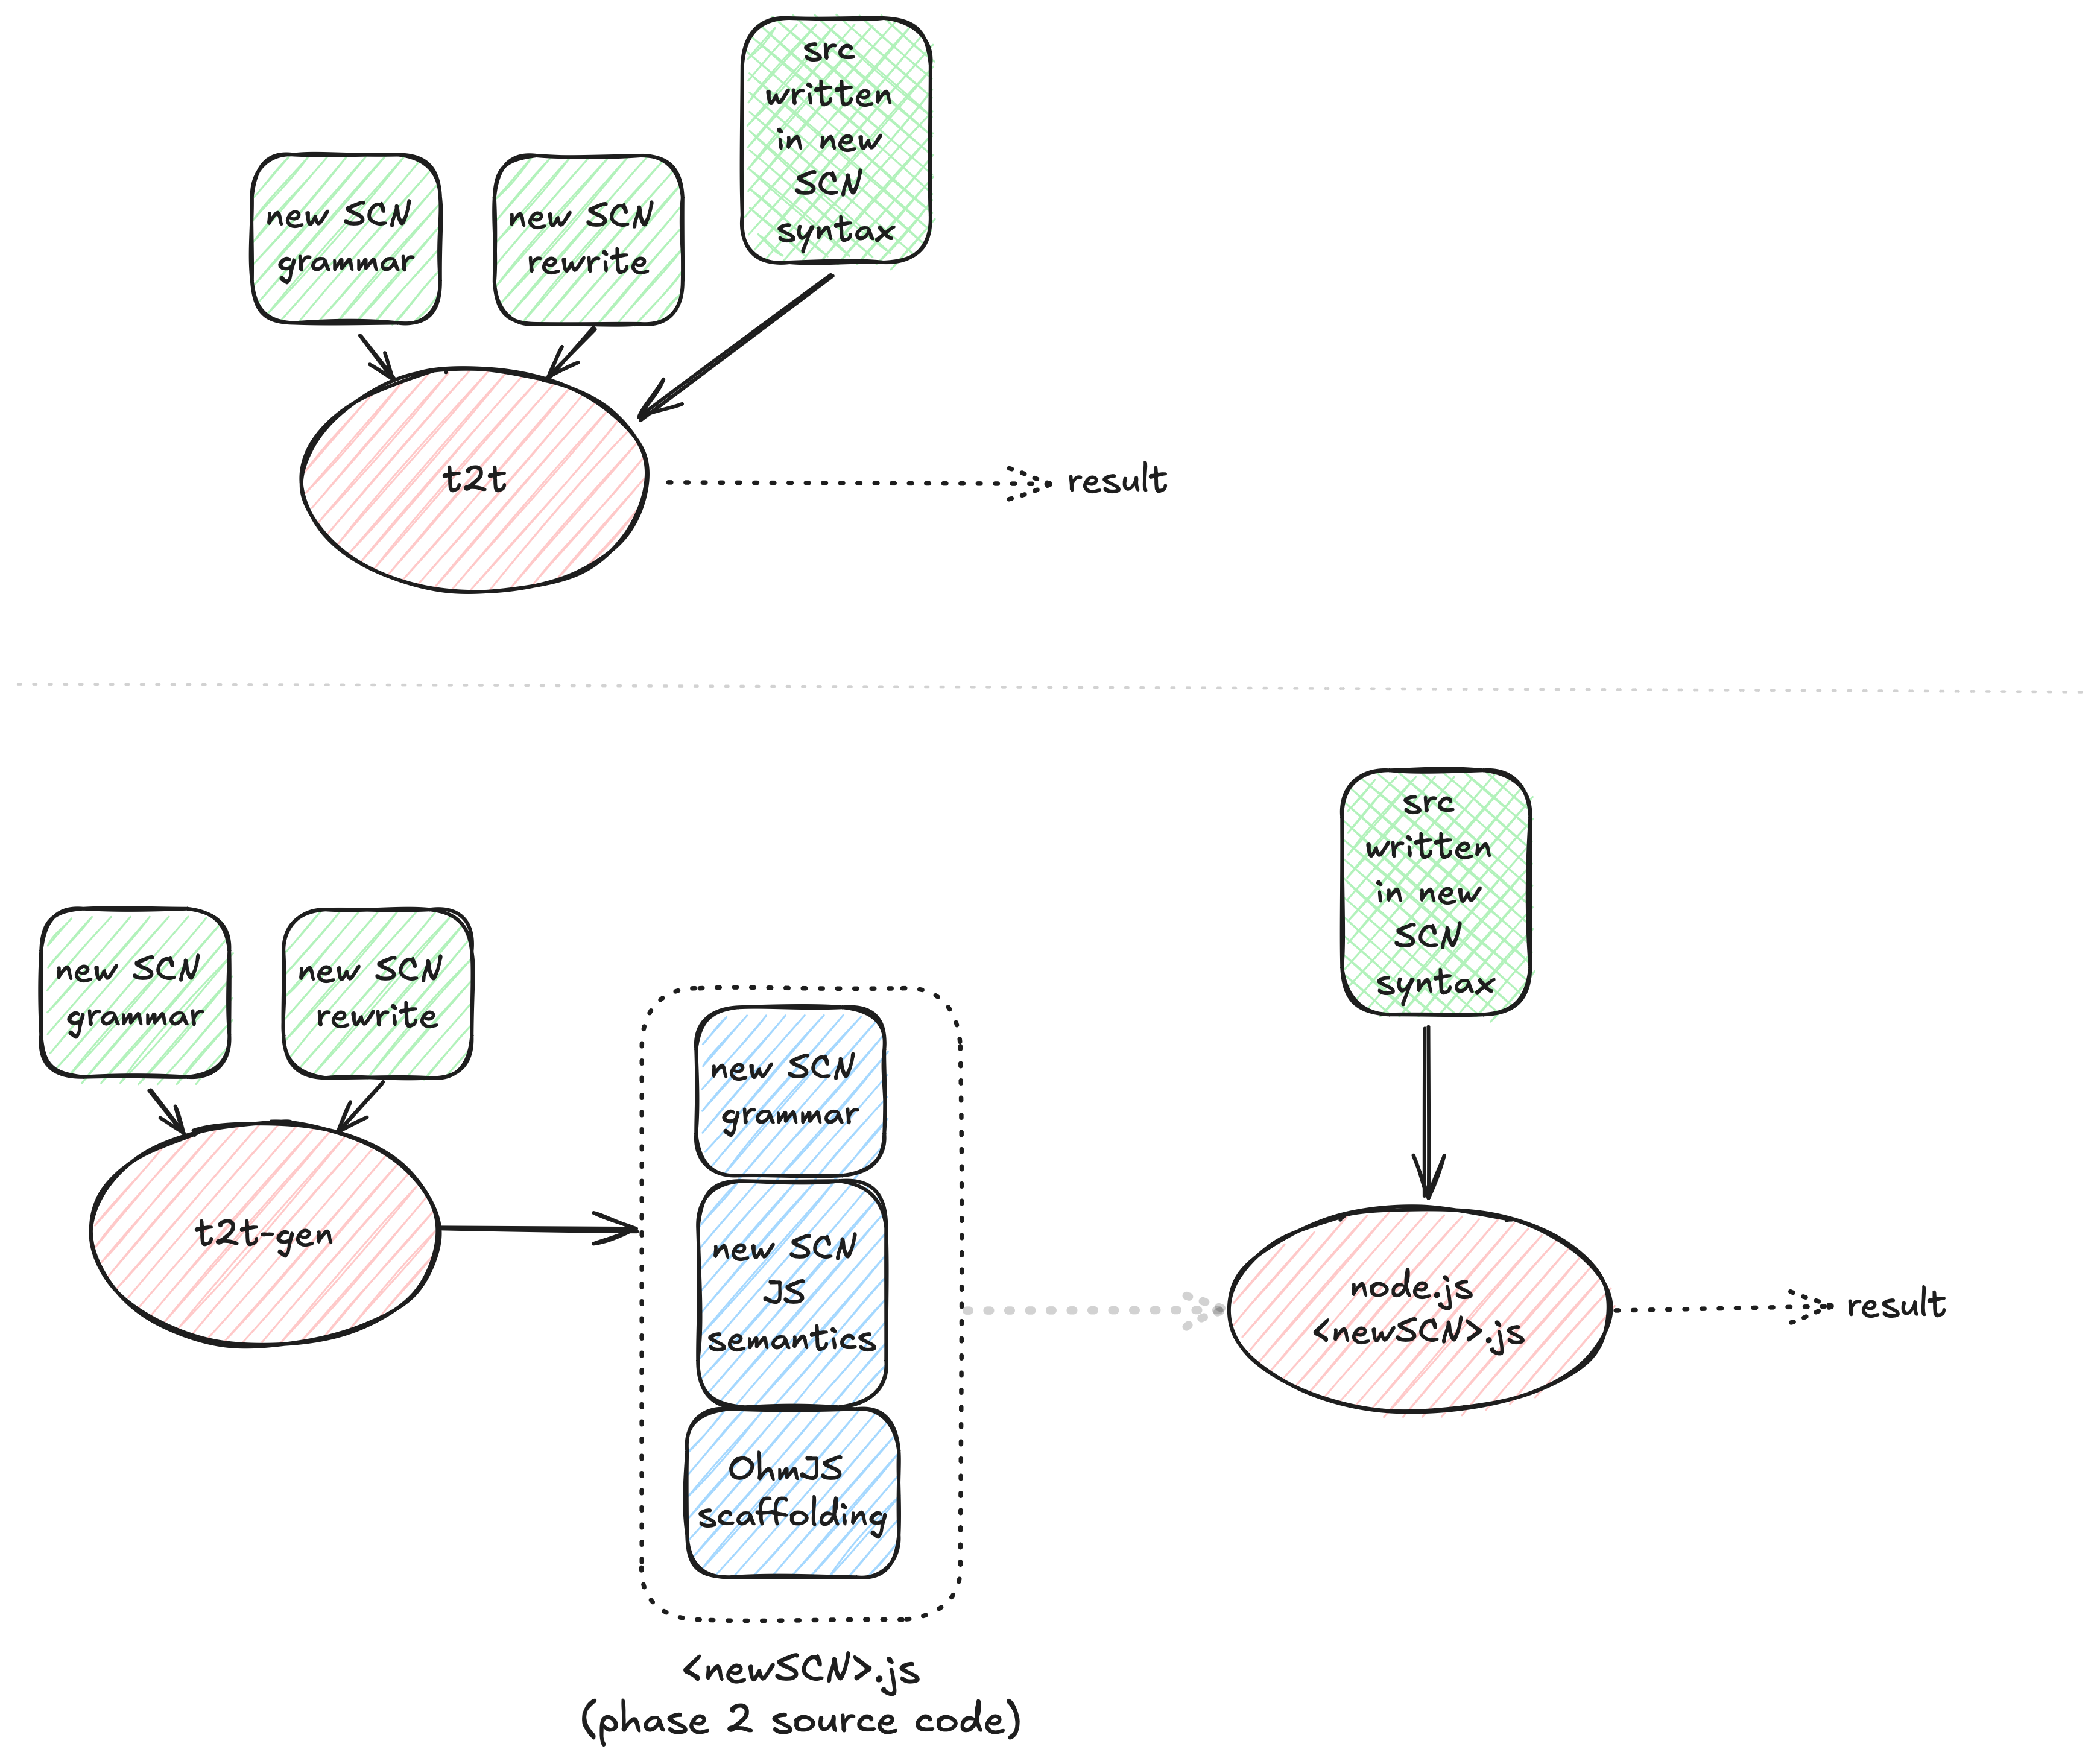 src
written
in new
SCN
syntax
new SCN
grammar
new SCN
rewrite
t2t
result
src
written
in new
SCN
syntax
new SCN
grammar
new SCN
rewrite
t2t-gen
new SCN
grammar
new SCN
JS
semantics
OhmJS
scaffolding
node.js
<newSCN>.js
result
<newSCN>.js
(phase 2 source code)